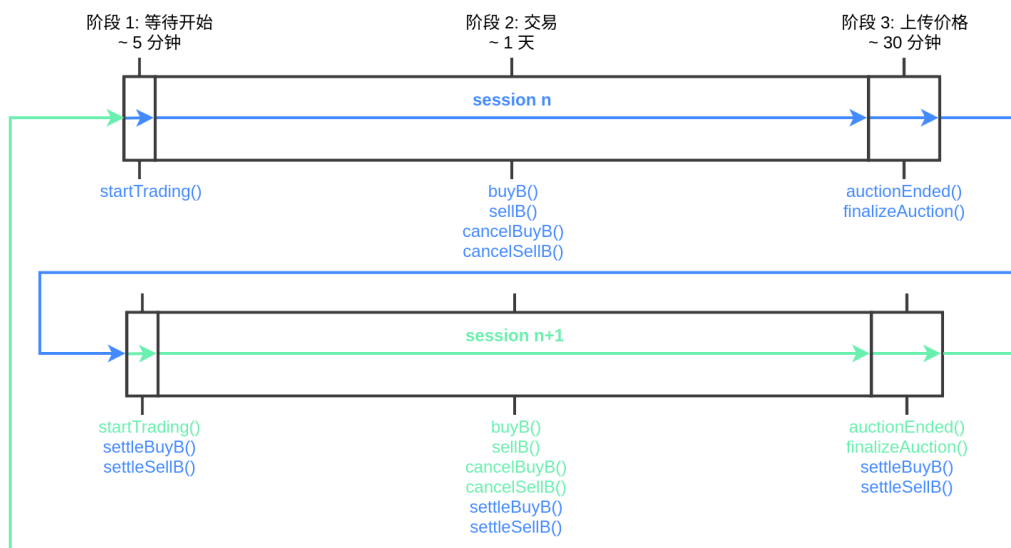 阶段 1: 等待开始
~ 5 分钟
阶段 2: 交易
~ 1 天
阶段 3: 上传价格
~ 30 分钟
session n
startTrading()
buyB()
sellB()
cancelBuyB()
cancelSellB()
auctionEnded()
finalizeAuction()
session n+1
startTrading()
settleBuyB()
settleSellB()
buyB()
sellB()
cancelBuyB()
cancelSellB()
settleBuyB()
settleSellB()
auctionEnded()
finalizeAuction()
settleBuyB()
settleSellB()